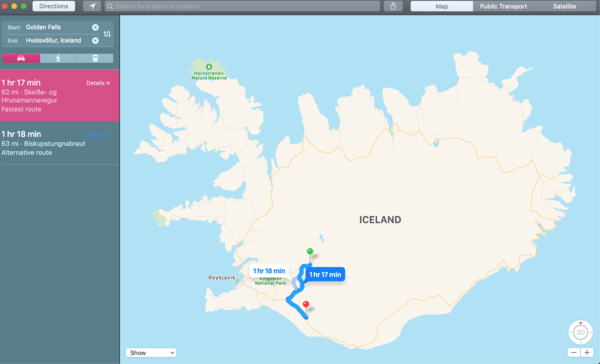 Directions
Search for a place or address
Map
Public Transport
Satellite
Start: Golden Falls
End: Hvolsvöllur, Iceland
1 hr 17 min
Details
62 mi · Skeiða- og
Hrunamannavegur
Fastest route
1 hr 18 min
63 mi · Biskupstungnabraut
Alternative route
Hornstrandir
Nature Reserve
ICELAND
1 hr 18 min
1 hr 17 min
Reykjavík
Þingvellir
National Park
Show
3D